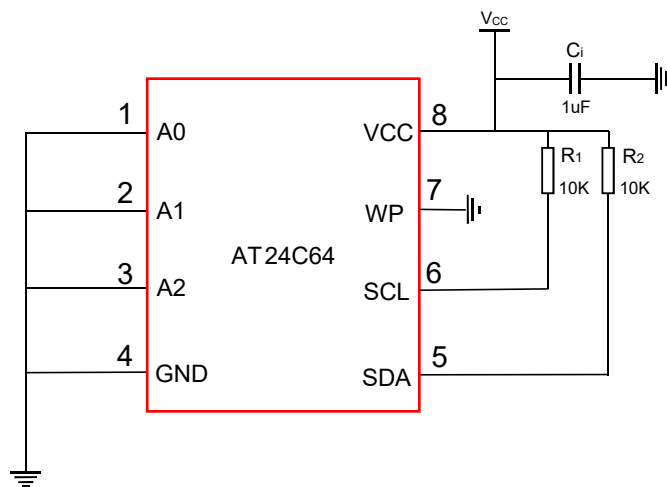 Vcc
Ci
1uF
1 A0
VCC 8
R1
10K
R2
10K
2 A1
WP 7
AT24C64
3 A2
SCL 6
4 GND
SDA 5